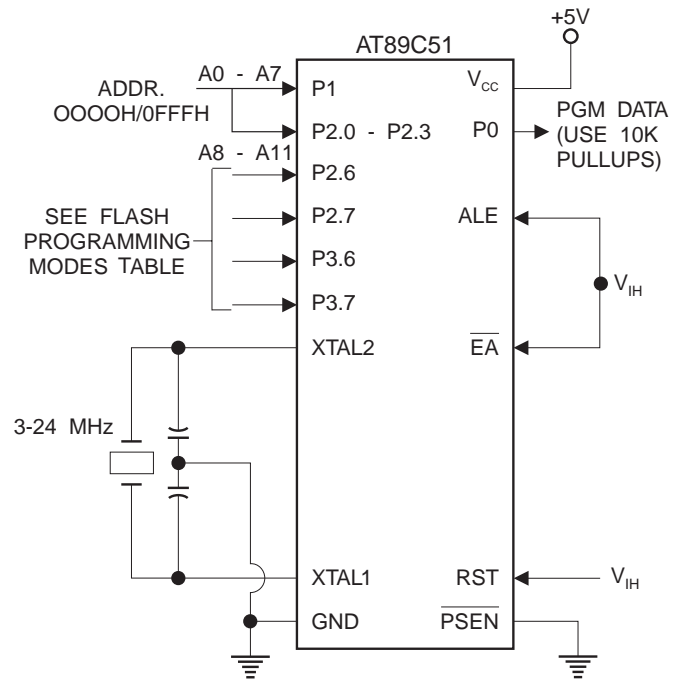 +5V
AT89C51
A0 - A7
ADDR.
OOOOH/0FFFH
P1
VCC
P2.0 - P2.3
P0
PGM DATA
(USE 10K
PULLUPS)
A8 - A11
P2.6
SEE FLASH
PROGRAMMING
MODES TABLE
P2.7
ALE
P3.6
P3.7
VIH
XTAL2
EA
3-24 MHz
XTAL1
RST
VIH
GND
PSEN